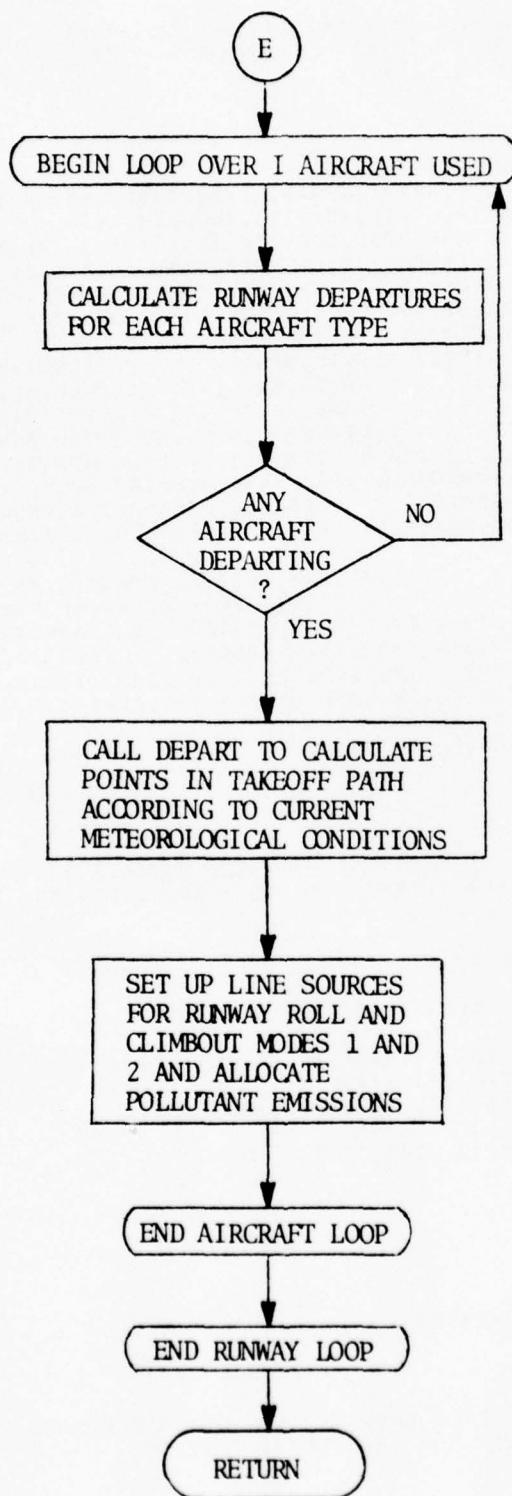 E
BEGIN LOOP OVER I AIRCRAFT USED
CALCULATE RUNWAY DEPARTURES
FOR EACH AIRCRAFT TYPE
ANY
AIRCRAFT
DEPARTING
?
NO
YES
CALL DEPART TO CALCULATE
POINTS IN TAKEOFF PATH
ACCORDING TO CURRENT
METEOROLOGICAL CONDITIONS
SET UP LINE SOURCES
FOR RUNWAY ROLL AND
CLIMBOUT MODES 1 AND
2 AND ALLOCATE
POLLUTANT EMISSIONS
END AIRCRAFT LOOP
END RUNWAY LOOP
RETURN